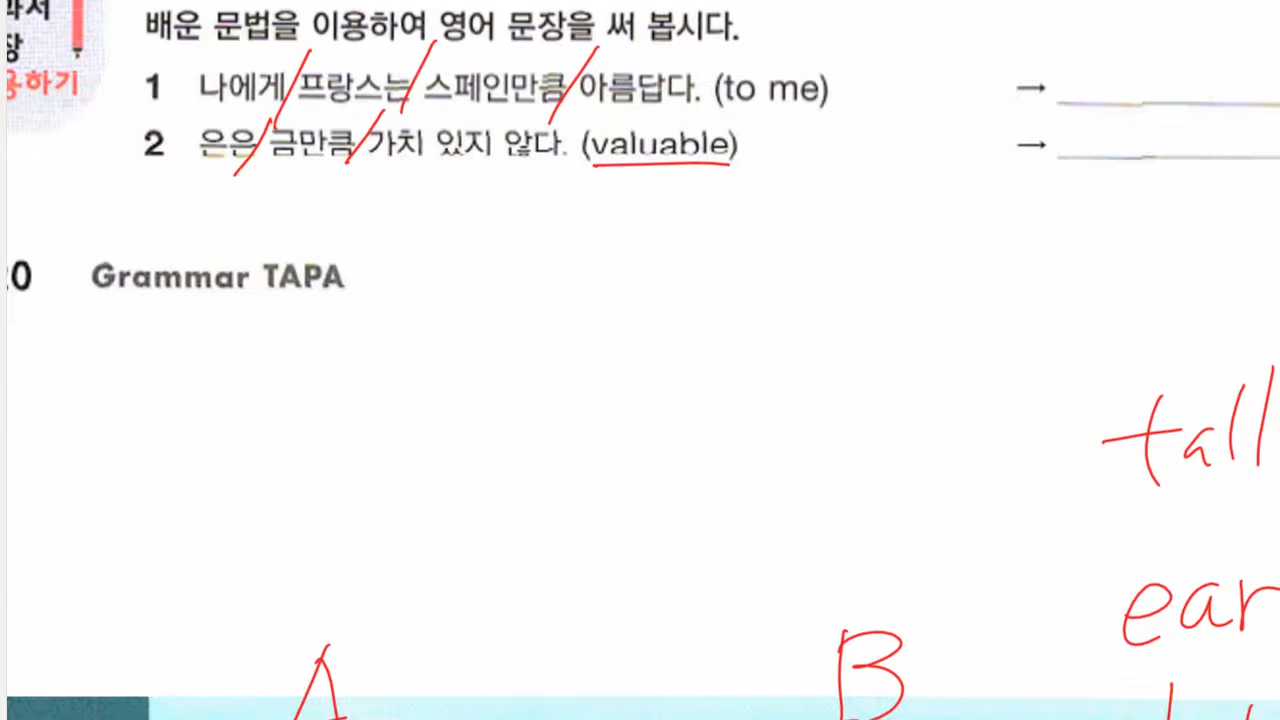 배운 문법을 이용하여 영어 문장을 써 봅시다.
1 나에게 프랑스는 스페인만큼 아름답다. (to me) →
2 은은 금만큼 가치 있지 않다. (valuable) →
Grammar TAPA
tall
A B